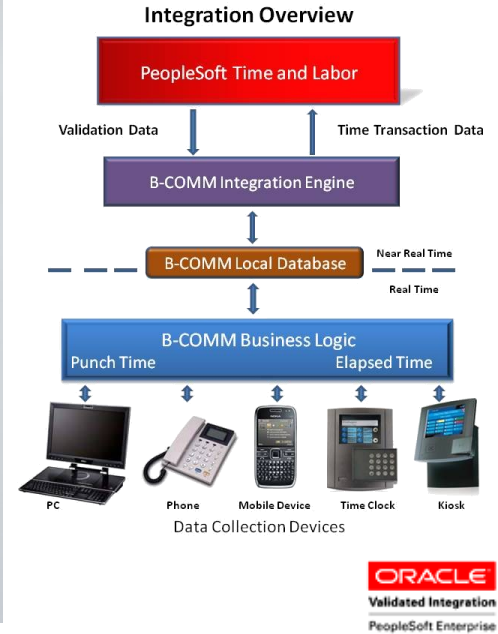 Integration Overview
PeopleSoft Time and Labor
Validation Data
Time Transaction Data
B-COMM Integration Engine
B-COMM Local Database
Near Real Time
Real Time
B-COMM Business Logic
Punch Time
Elapsed Time
PC
Phone
Mobile Device
Time Clock
Kiosk
Data Collection Devices
ORACLE
Validated Integration
PeopleSoft Enterprise